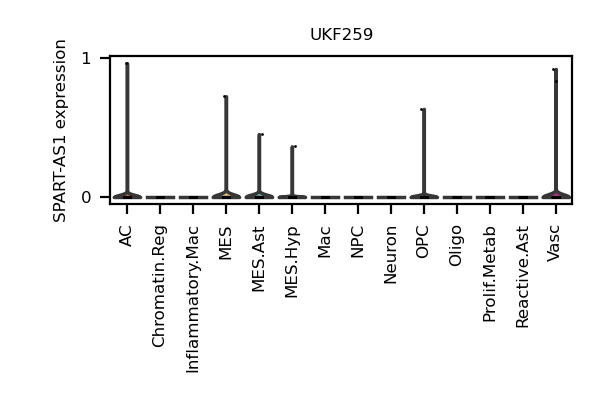 UKF259
SPART-AS1 expression
1
0
AC
Chromatin.Reg
Inflammatory.Mac
MES
MES.Ast
MES.Hyp
Mac
NPC
Neuron
OPC
Oligo
Prolif.Metab
Reactive.Ast
Vasc